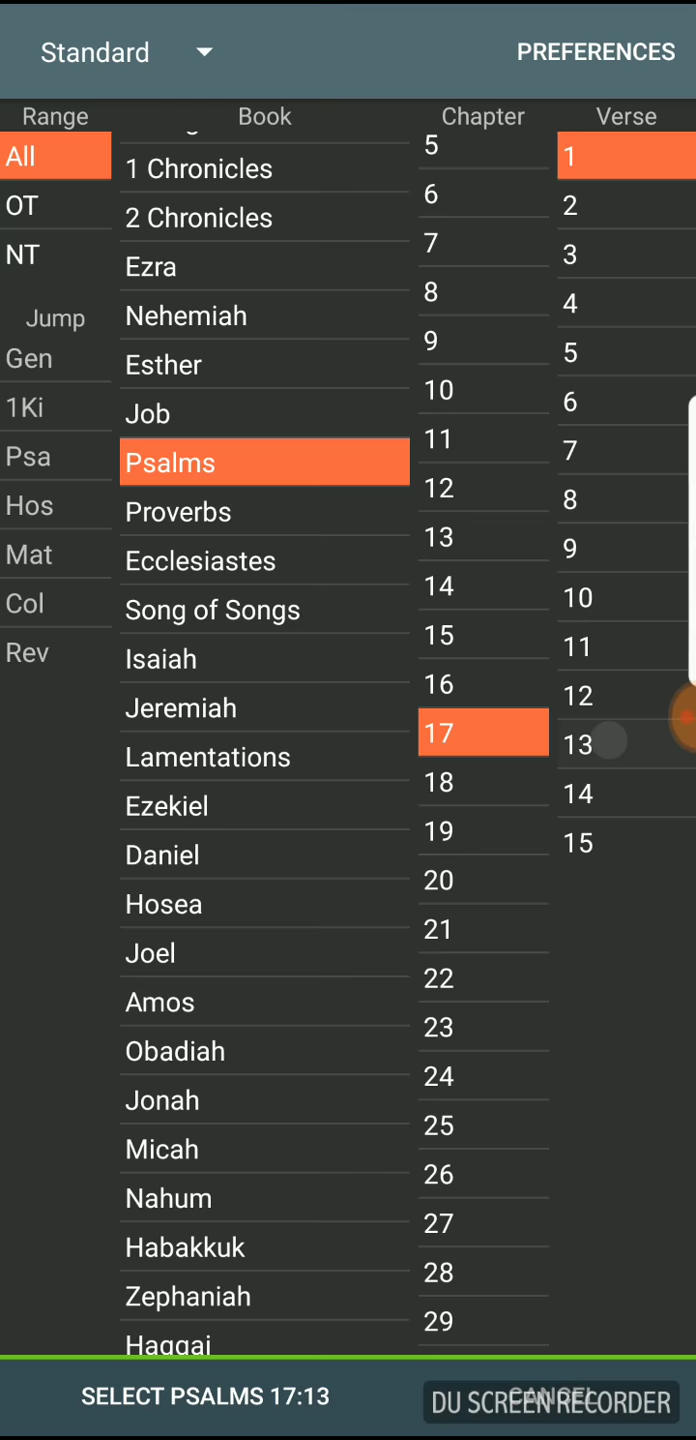 Standard
PREFERENCES
Range
Book
Chapter
Verse
All
OT
NT
Jump
Gen
1Ki
Psa
Hos
Mat
Col
Rev
1 Chronicles
2 Chronicles
Ezra
Nehemiah
Esther
Job
Psalms
Proverbs
Ecclesiastes
Song of Songs
Isaiah
Jeremiah
Lamentations
Ezekiel
Daniel
Hosea
Joel
Amos
Obadiah
Jonah
Micah
Nahum
Habakkuk
Zephaniah
Haggai
5
6
7
8
9
10
11
12
13
14
15
16
17
18
19
20
21
22
23
24
25
26
27
28
29
1
2
3
4
5
6
7
8
9
10
11
12
13
14
15
SELECT PSALMS 17:13
CANCEL
DU SCREEN RECORDER